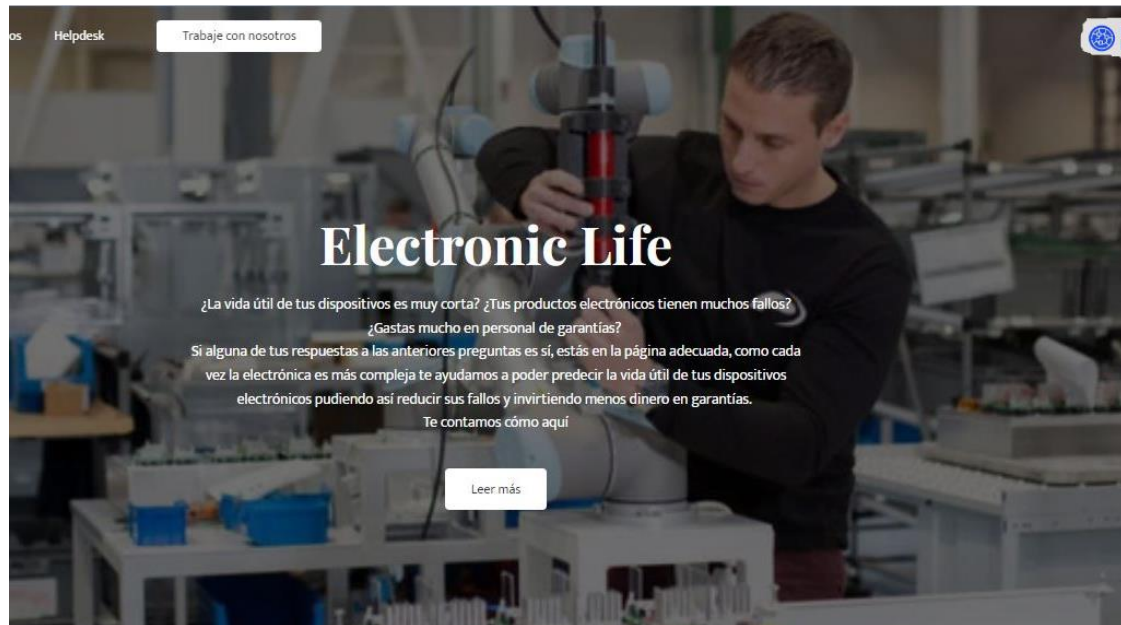 os Helpdesk Trabaje con nosotros
Electronic Life
¿La vida útil de tus dispositivos es muy corta? ¿Tus productos electrónicos tienen muchos fallos?
¿Gastas mucho en personal de garantías?
Si alguna de tus respuestas a las anteriores preguntas es sí, estás en la página adecuada, como cada
vez la electrónica es más compleja te ayudamos a poder predecir la vida útil de tus dispositivos
electrónicos pudiendo así reducir sus fallos y invirtiendo menos dinero en garantías.
Te contamos cómo aquí
Leer más